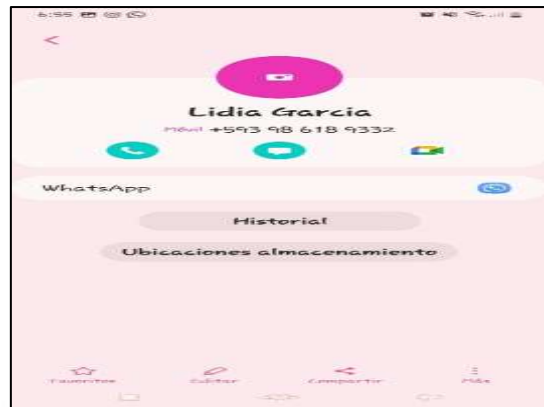 6:55
Lidia Garcia
Móvil +593 98 618 9332
WhatsApp
Historial
Ubicaciones almacenamiento
Favoritos Editar Compartir Más